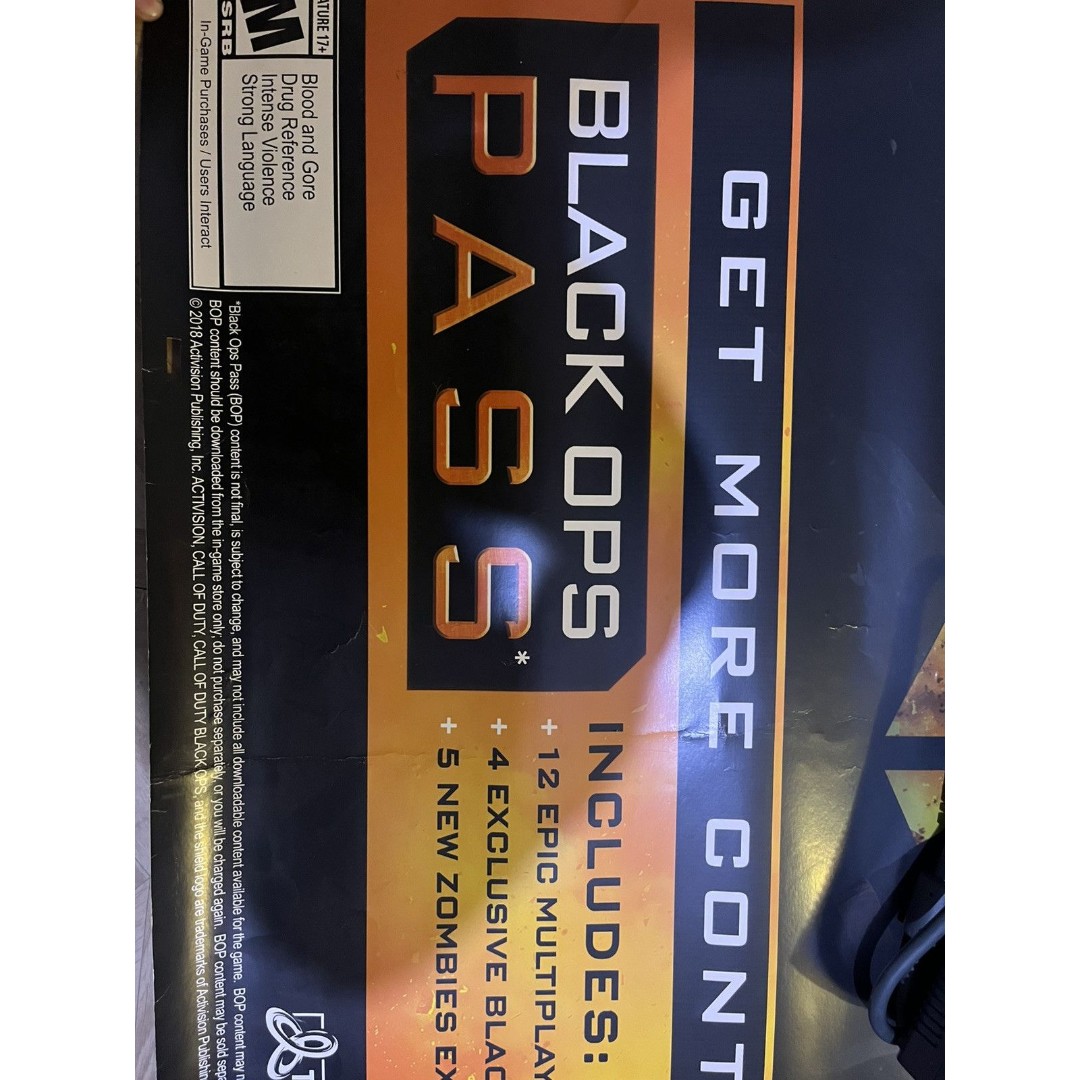 GET MORE CONT
BLACK OPS
PASS*
INCLUDES:
+ 12 EPIC MULTIPLAY
+ 4 EXCLUSIVE BLAC
+ 5 NEW ZOMBIES EX
ATURE 17+
M
SRB
Blood and Gore
Drug Reference
Intense Violence
Strong Language
In-Game Purchases / Users Interact
*Black Ops Pass (BOP) content is not final, is subject to change, and may not include all downloadable content available for the game. BOP content may
BOP content should be downloaded from the in-game store only; do not purchase separately, or you will be charged again. BOP content may be sold sepa
© 2018 Activision Publishing, Inc. ACTIVISION, CALL OF DUTY, CALL OF DUTY BLACK OPS, and the shield logo are trademarks of Activision Publishin